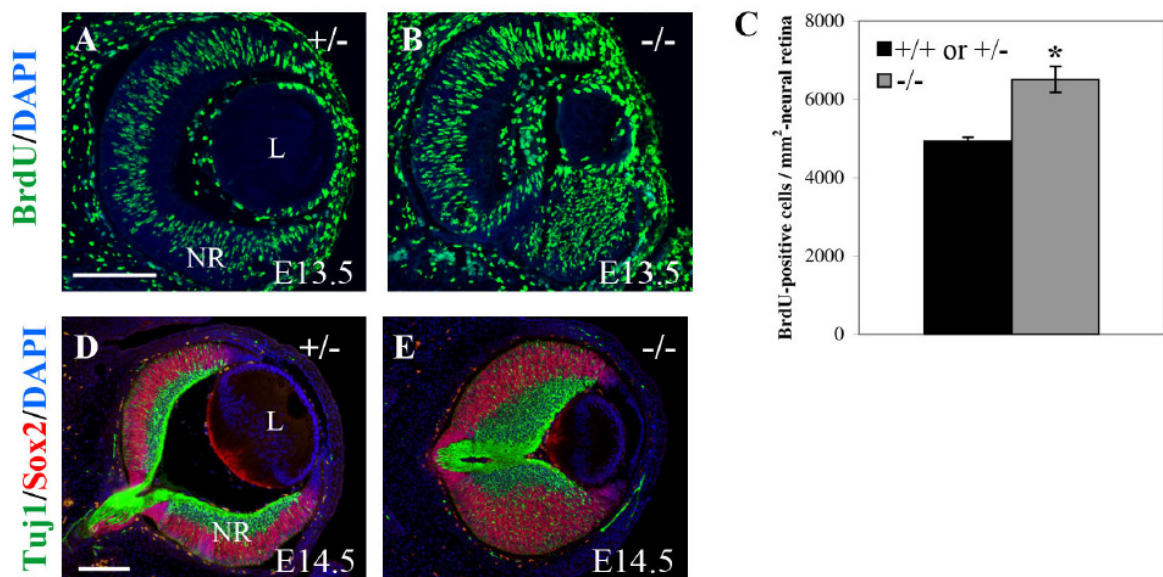 BrdU/DAPI
A
+/-
L
NR
E13.5
B
-/-
E13.5
C
BrdU-positive cells / mm²-neural retina
8000
6000
4000
2000
0
+/+ or +/-
-/-
*
Tuj1/Sox2/DAPI
D
+/-
L
NR
E14.5
E
-/-
E14.5